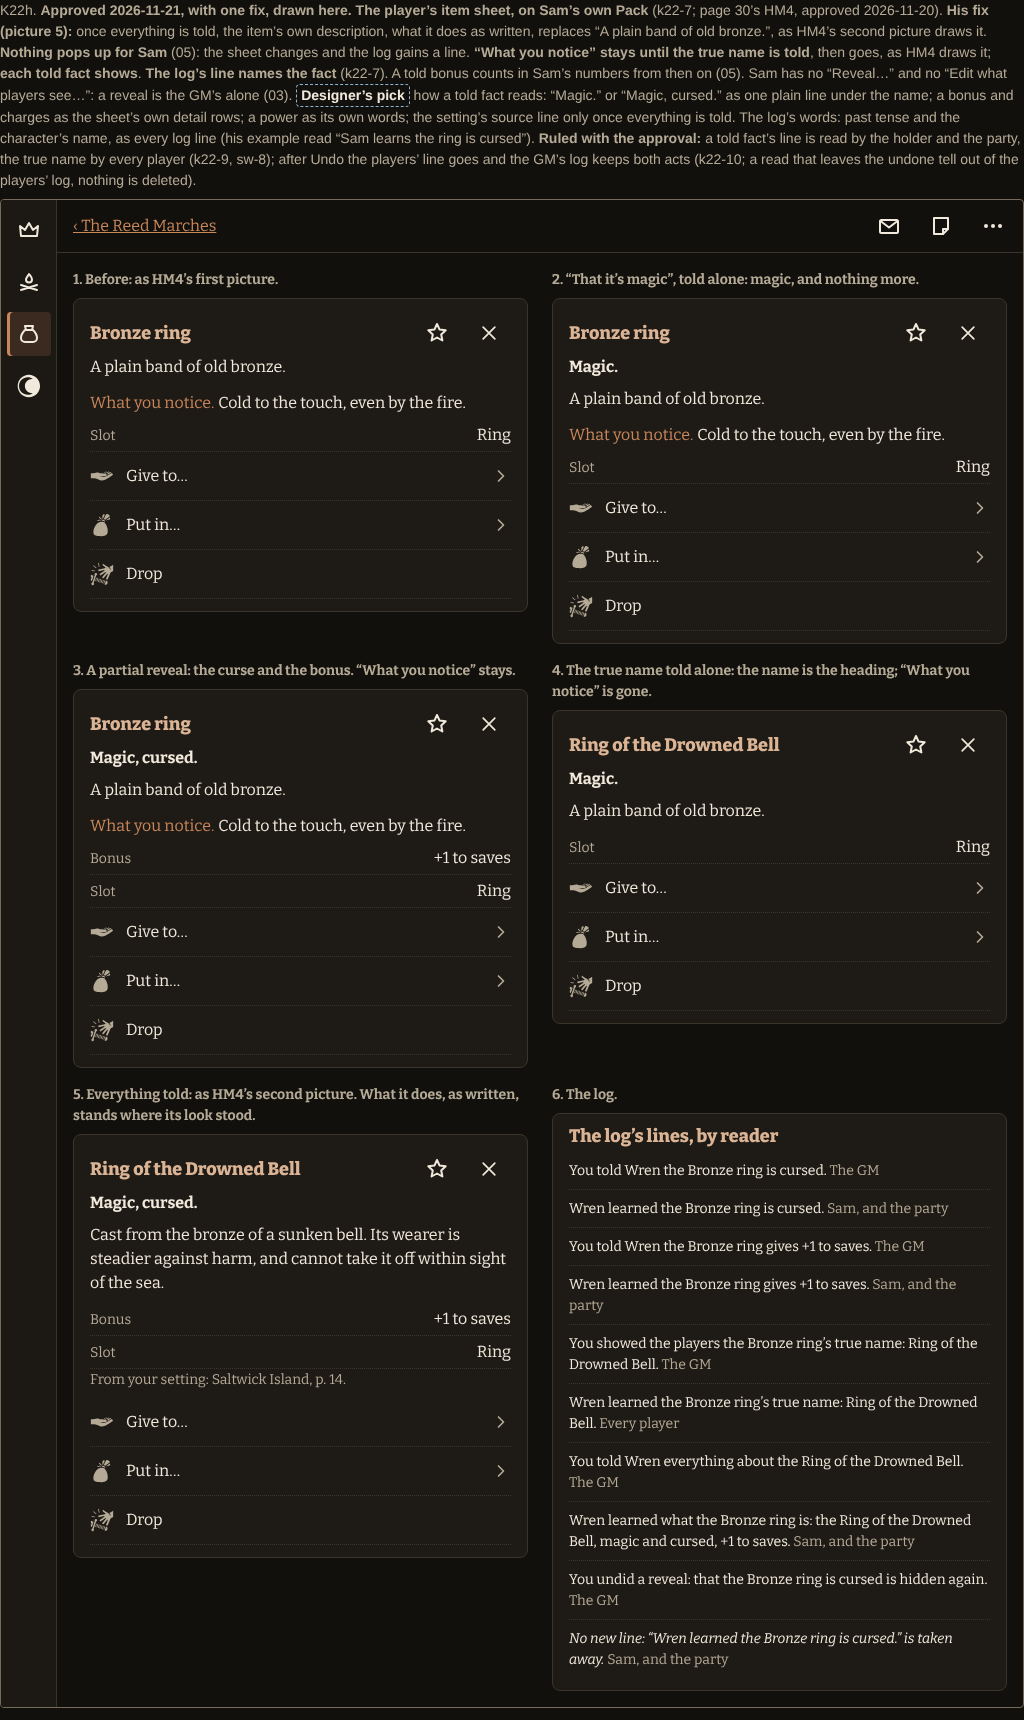 K22h. Approved 2026-11-21, with one fix, drawn here. The player’s item sheet, on Sam’s own Pack (k22-7; page 30’s HM4, approved 2026-11-20). His fix
(picture 5): once everything is told, the item’s own description, what it does as written, replaces “A plain band of old bronze.”, as HM4’s second picture draws it.
Nothing pops up for Sam (05): the sheet changes and the log gains a line. “What you notice” stays until the true name is told, then goes, as HM4 draws it;
each told fact shows. The log’s line names the fact (k22-7). A told bonus counts in Sam’s numbers from then on (05). Sam has no “Reveal…” and no “Edit what
players see…”: a reveal is the GM’s alone (03). Designer’s pick how a told fact reads: “Magic.” or “Magic, cursed.” as one plain line under the name; a bonus and
charges as the sheet’s own detail rows; a power as its own words; the setting’s source line only once everything is told. The log’s words: past tense and the
character’s name, as every log line (his example read “Sam learns the ring is cursed”). Ruled with the approval: a told fact’s line is read by the holder and the party,
the true name by every player (k22-9, sw-8); after Undo the players’ line goes and the GM’s log keeps both acts (k22-10; a read that leaves the undone tell out of the
players’ log, nothing is deleted).
‹ The Reed Marches
1. Before: as HM4’s first picture.
Bronze ring
A plain band of old bronze.
What you notice. Cold to the touch, even by the fire.
Slot Ring
Give to…
Put in…
Drop
2. “That it’s magic”, told alone: magic, and nothing more.
Bronze ring
Magic.
A plain band of old bronze.
What you notice. Cold to the touch, even by the fire.
Slot Ring
Give to…
Put in…
Drop
3. A partial reveal: the curse and the bonus. “What you notice” stays.
Bronze ring
Magic, cursed.
A plain band of old bronze.
What you notice. Cold to the touch, even by the fire.
Bonus +1 to saves
Slot Ring
Give to…
Put in…
Drop
4. The true name told alone: the name is the heading; “What you
notice” is gone.
Ring of the Drowned Bell
Magic.
A plain band of old bronze.
Slot Ring
Give to…
Put in…
Drop
5. Everything told: as HM4’s second picture. What it does, as written,
stands where its look stood.
Ring of the Drowned Bell
Magic, cursed.
Cast from the bronze of a sunken bell. Its wearer is
steadier against harm, and cannot take it off within sight
of the sea.
Bonus +1 to saves
Slot Ring
From your setting: Saltwick Island, p. 14.
Give to…
Put in…
Drop
6. The log.
The log’s lines, by reader
You told Wren the Bronze ring is cursed. The GM
Wren learned the Bronze ring is cursed. Sam, and the party
You told Wren the Bronze ring gives +1 to saves. The GM
Wren learned the Bronze ring gives +1 to saves. Sam, and the
party
You showed the players the Bronze ring’s true name: Ring of the
Drowned Bell. The GM
Wren learned the Bronze ring’s true name: Ring of the Drowned
Bell. Every player
You told Wren everything about the Ring of the Drowned Bell.
The GM
Wren learned what the Bronze ring is: the Ring of the Drowned
Bell, magic and cursed, +1 to saves. Sam, and the party
You undid a reveal: that the Bronze ring is cursed is hidden again.
The GM
No new line: “Wren learned the Bronze ring is cursed.” is taken
away. Sam, and the party